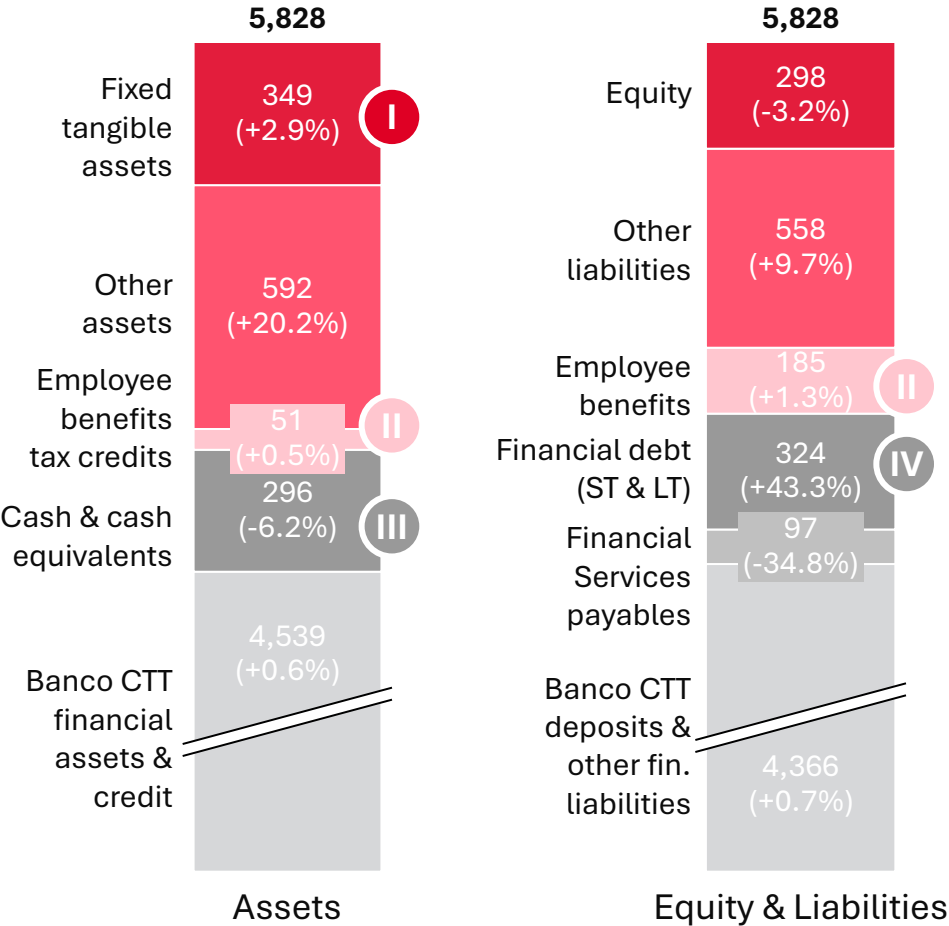 5,828
Fixed
tangible
assets
349
(+2.9%)
I
Other
assets
592
(+20.2%)
Employee
benefits
tax credits
51
(+0.5%)
II
Cash & cash
equivalents
296
(-6.2%)
III
Banco CTT
financial
assets &
credit
4,539
(+0.6%)
Assets
5,828
Equity
298
(-3.2%)
Other
liabilities
558
(+9.7%)
Employee
benefits
185
(+1.3%)
II
Financial debt
(ST & LT)
324
(+43.3%)
IV
Financial
Services
payables
97
(-34.8%)
Banco CTT
deposits &
other fin.
liabilities
4,366
(+0.7%)
Equity & Liabilities